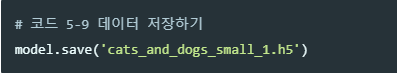 # 코드 5-9 데이터 저장하기
model.save('cats_and_dogs_small_1.h5')